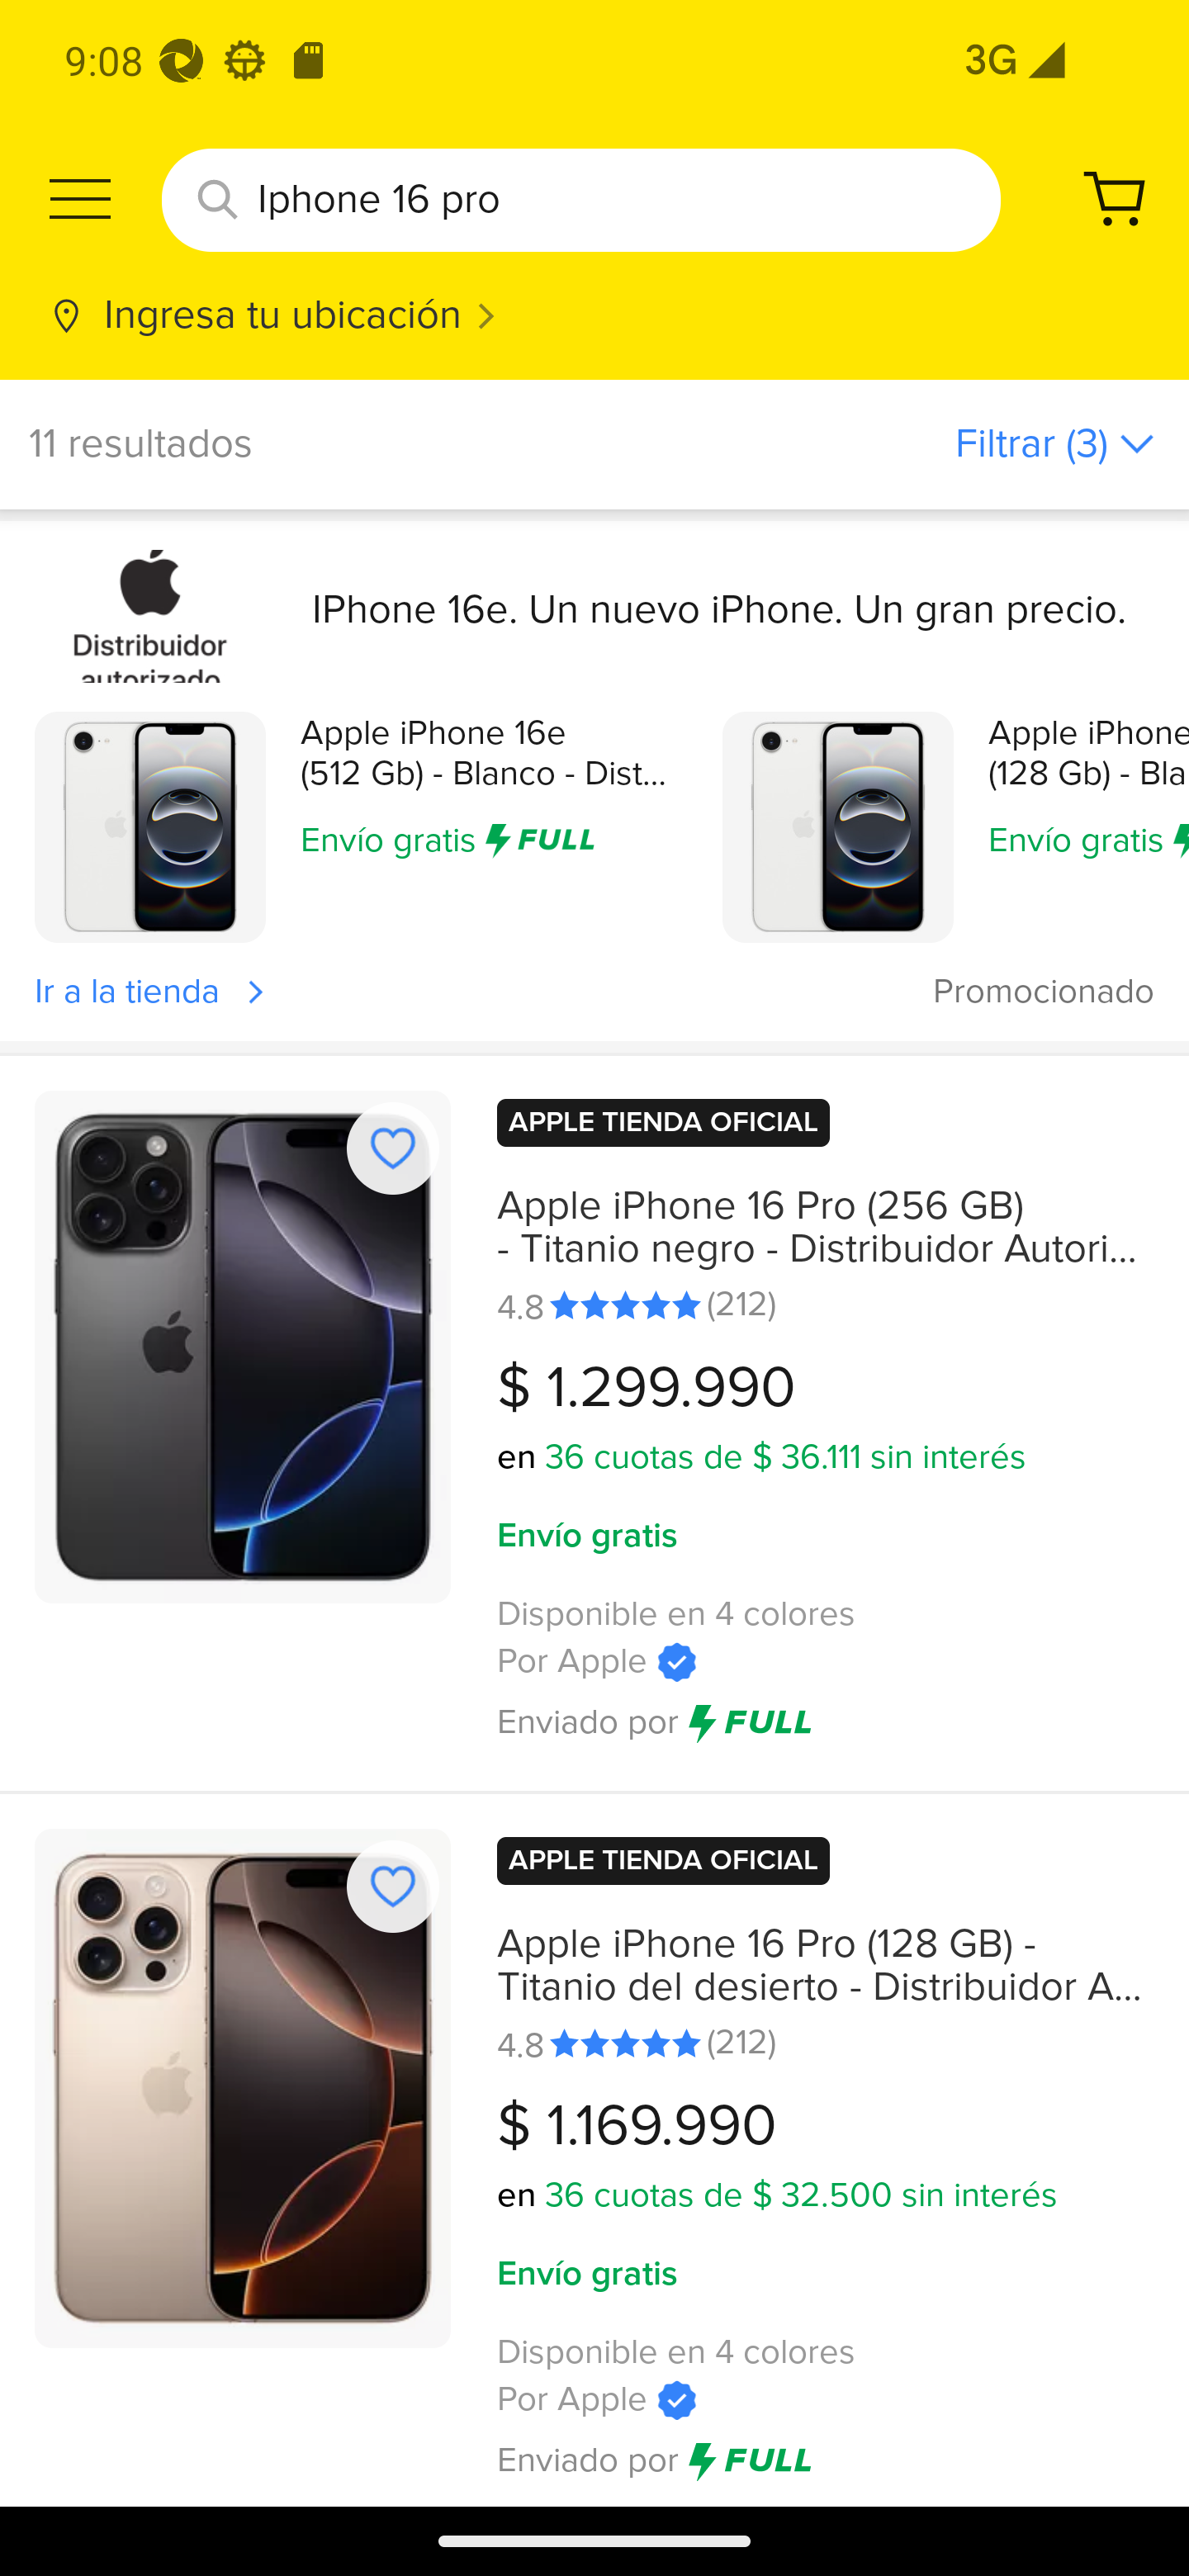 9:08
3G
Iphone 16 pro
Ingresa tu ubicación
11 resultados
Filtrar (3)
Distribuidor
autorizado
IPhone 16e. Un nuevo iPhone. Un gran precio.
Apple iPhone 16e
(512 Gb) - Blanco - Dist...
Envío gratis FULL
Apple iPhone
(128 Gb) - Bla
Envío gratis
Ir a la tienda
Promocionado
APPLE TIENDA OFICIAL
Apple iPhone 16 Pro (256 GB)
- Titanio negro - Distribuidor Autori...
4.8 (212)
$ 1.299.990
en 36 cuotas de $ 36.111 sin interés
Envío gratis
Disponible en 4 colores
Por Apple
Enviado por FULL
APPLE TIENDA OFICIAL
Apple iPhone 16 Pro (128 GB) -
Titanio del desierto - Distribuidor A...
4.8 (212)
$ 1.169.990
en 36 cuotas de $ 32.500 sin interés
Envío gratis
Disponible en 4 colores
Por Apple
Enviado por FULL